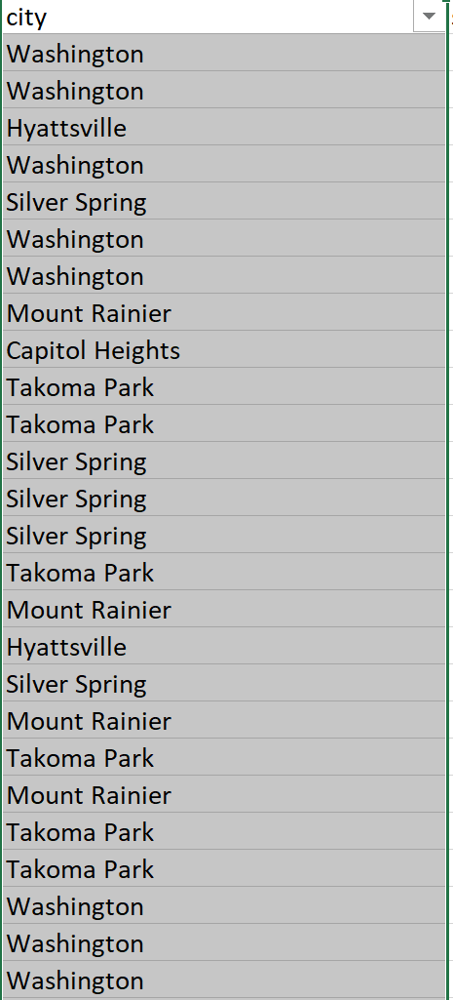 city
Washington
Washington
Hyattsville
Washington
Silver Spring
Washington
Washington
Mount Rainier
Capitol Heights
Takoma Park
Takoma Park
Silver Spring
Silver Spring
Silver Spring
Takoma Park
Mount Rainier
Hyattsville
Silver Spring
Mount Rainier
Takoma Park
Mount Rainier
Takoma Park
Takoma Park
Washington
Washington
Washington